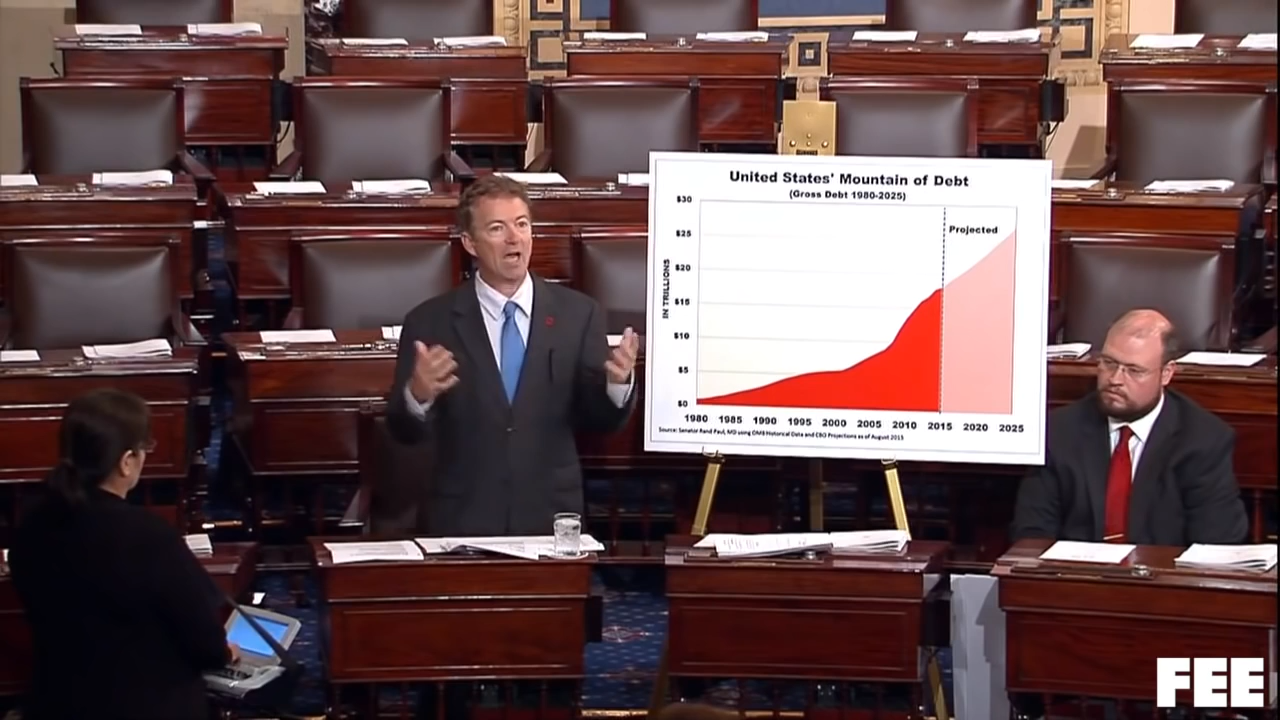 United States' Mountain of Debt
(Gross Debt 1980-2025)
$30
$25
$20
$15
$10
$5
$0
IN TRILLIONS
Projected
1980 1985 1990 1995 2000 2005 2010 2015 2020 2025
Source: Senator Rand Paul, MD using OMB Historical Data and CBO Projections as of August 2015
FEE